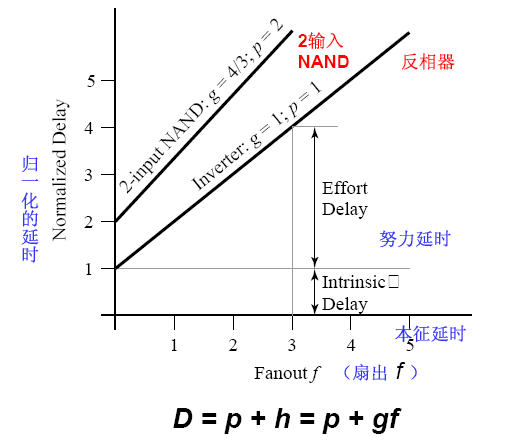 2输入
NAND
反相器
2-input NAND: g = 4/3; p = 2
Inverter: g = 1; p = 1
归一化的延时
Normalized Delay
5
4
3
2
1
Effort
Delay
努力延时
Intrinsic
Delay
本征延时
1 2 3 4 5
Fanout f （扇出 f ）
D = p + h = p + gf